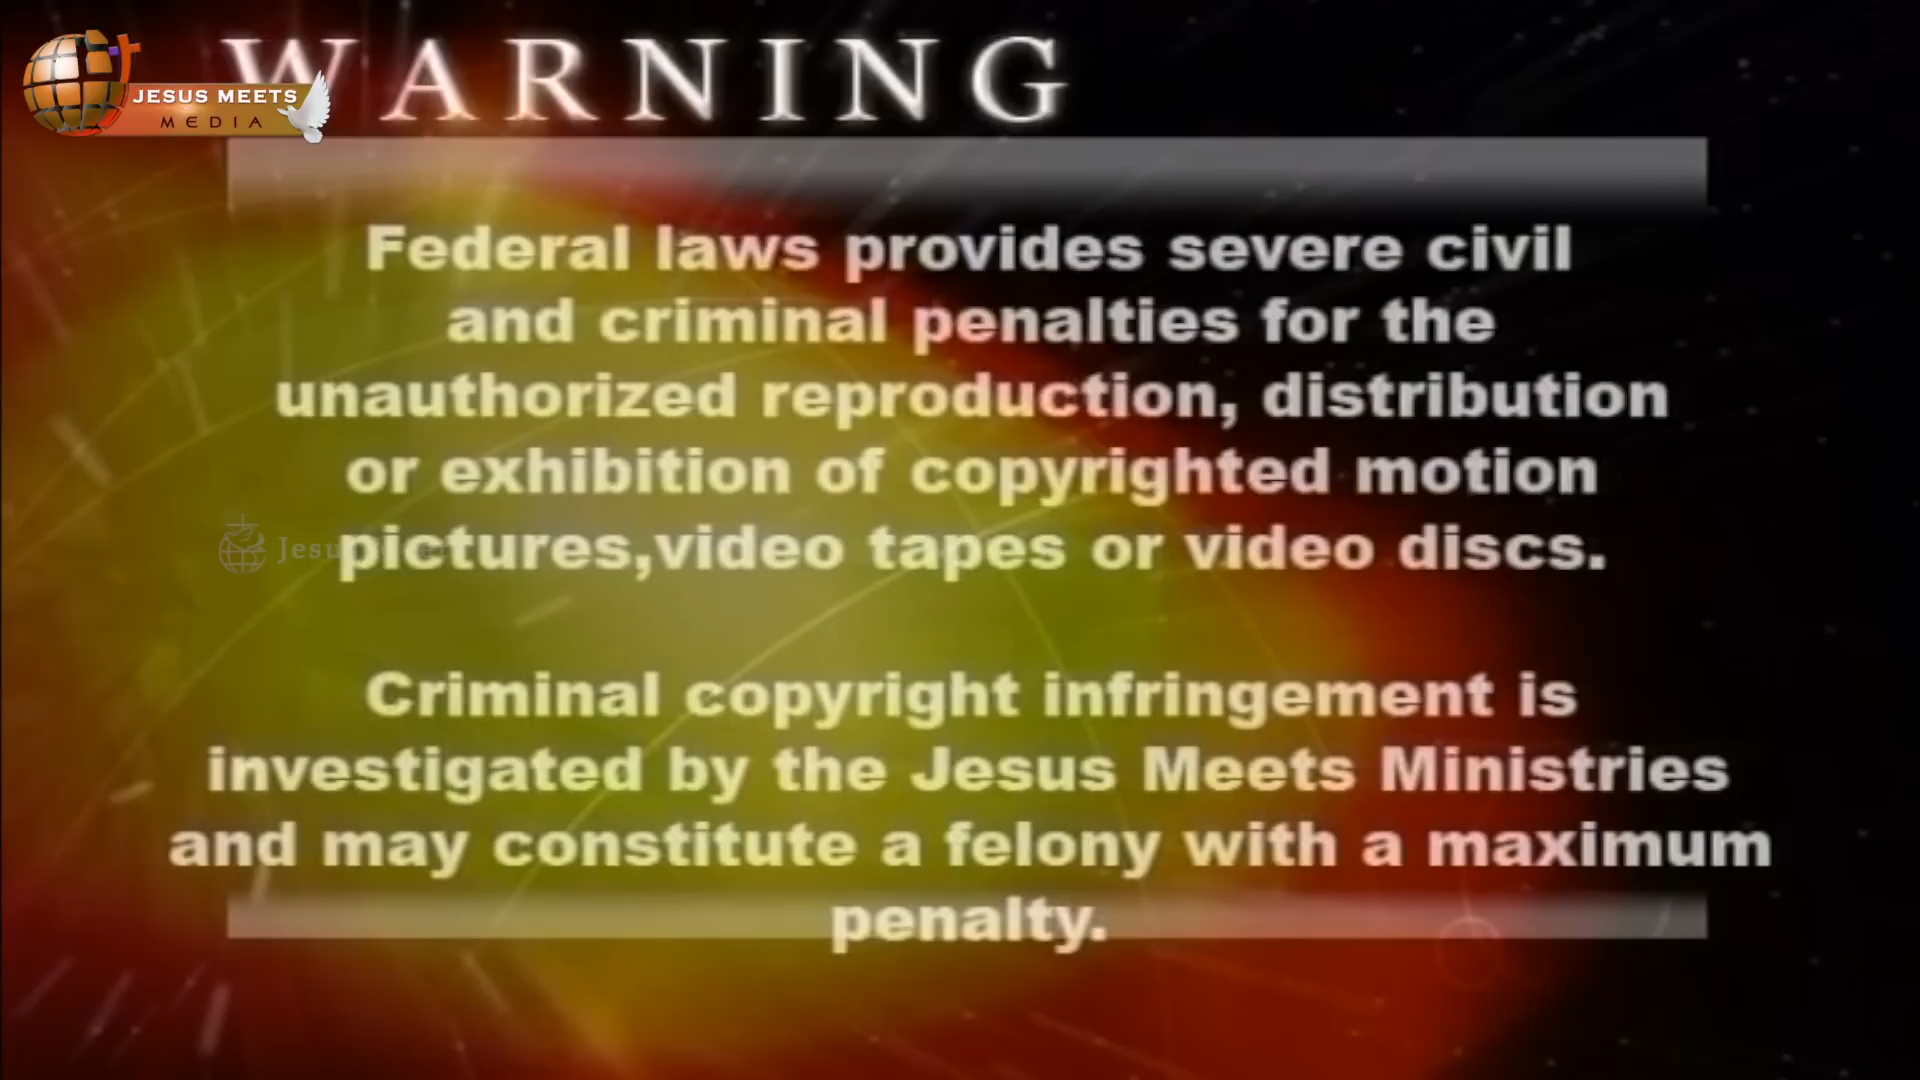 WARNING
JESUS MEETS
MEDIA
Federal laws provides severe civil
and criminal penalties for the
unauthorized reproduction, distribution
or exhibition of copyrighted motion
pictures,video tapes or video discs.
Criminal copyright infringement is
investigated by the Jesus Meets Ministries
and may constitute a felony with a maximum
penalty.